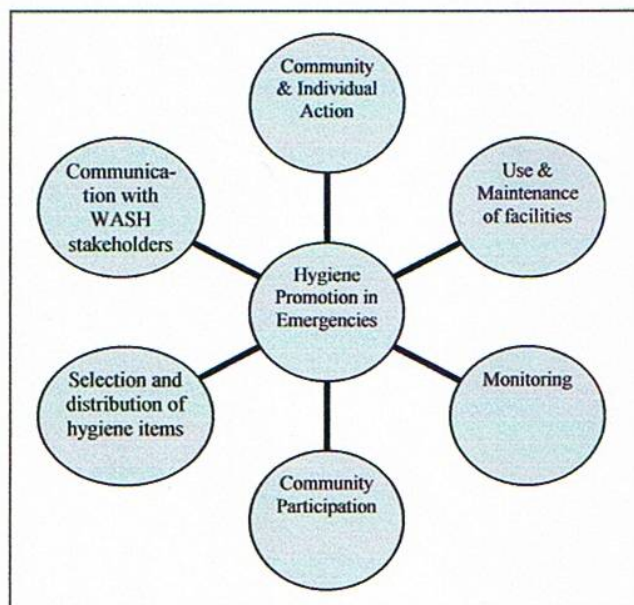 Community
& Individual
Action
Communica-
tion with
WASH
stakeholders
Use &
Maintenance
of facilities
Hygiene
Promotion in
Emergencies
Selection and
distribution of
hygiene items
Monitoring
Community
Participation